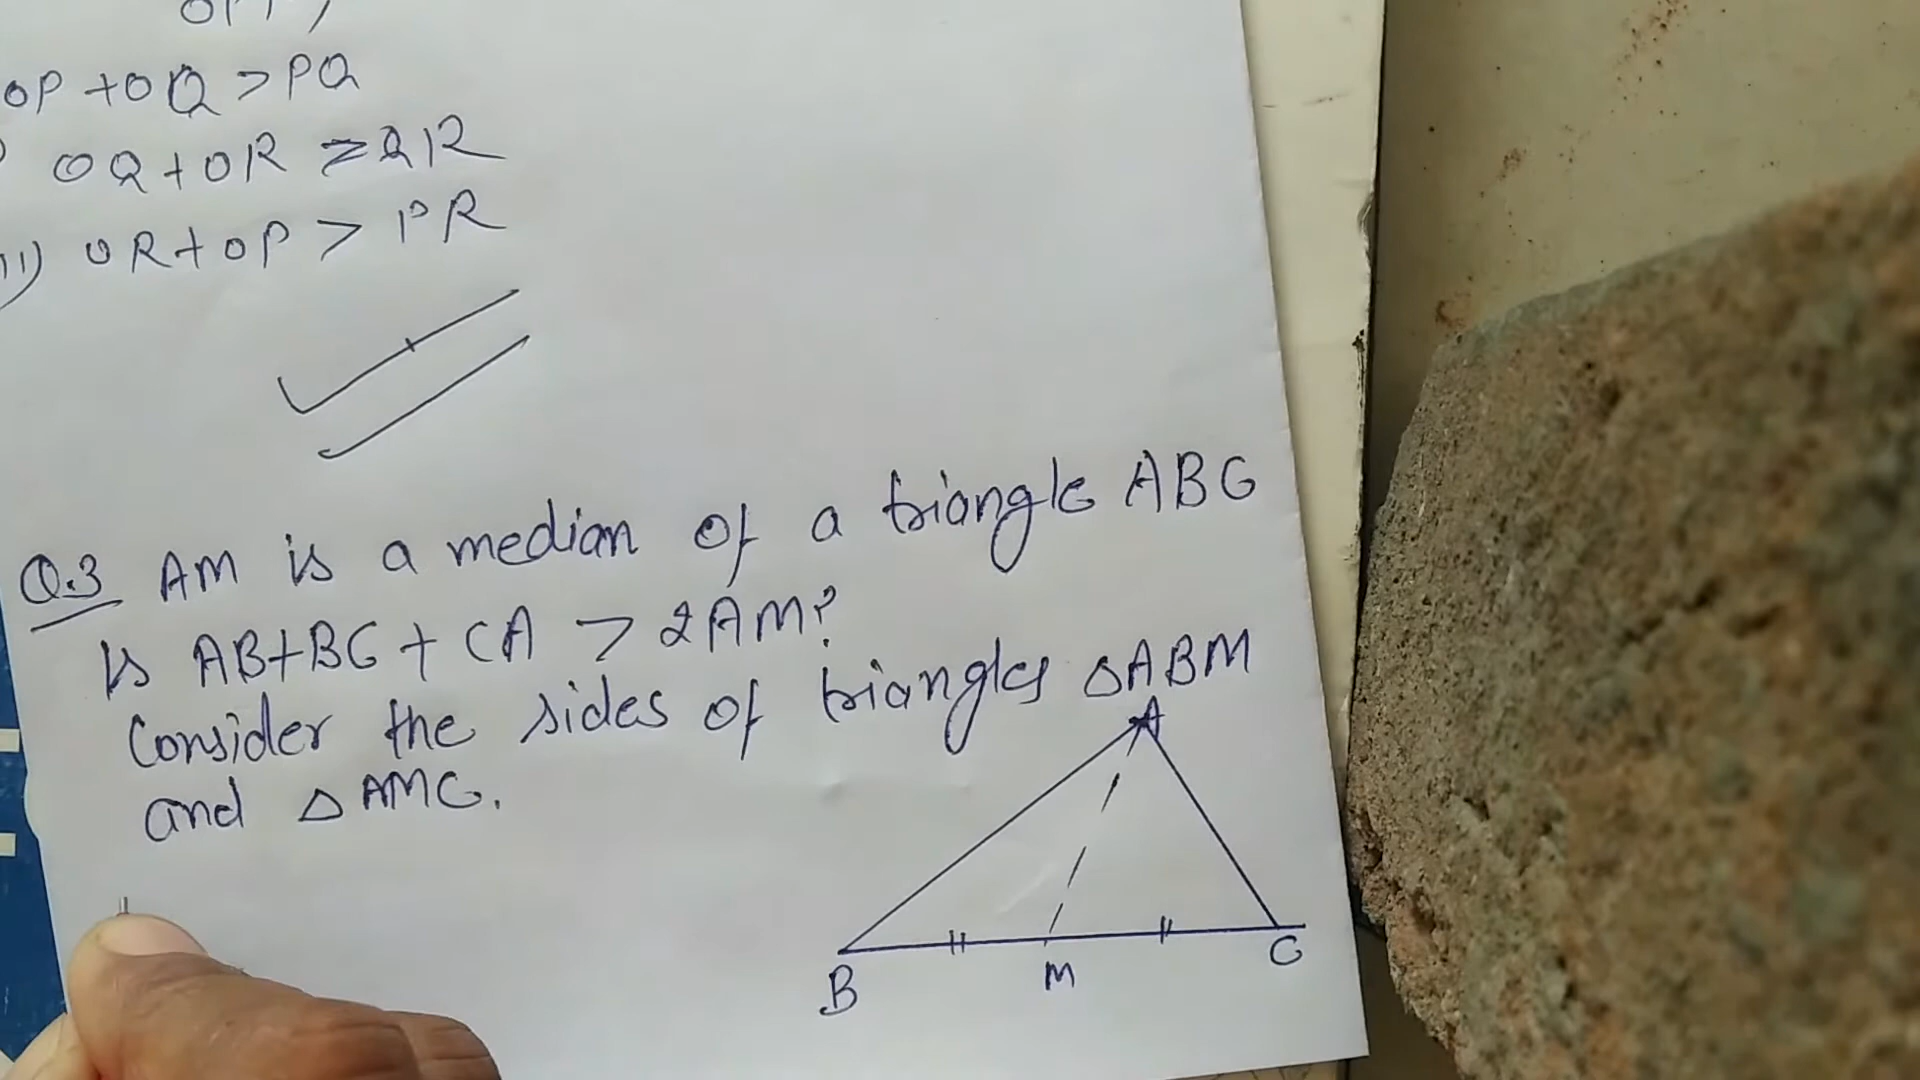 OP + OQ > PQ
OQ + OR > QR
ii) OR + OP > PR
Q.3 AM is a median of a triangle ABC
Is AB + BC + CA > 2AM?
Consider the sides of triangles △ABM
and △AMC.
A
B
M
C